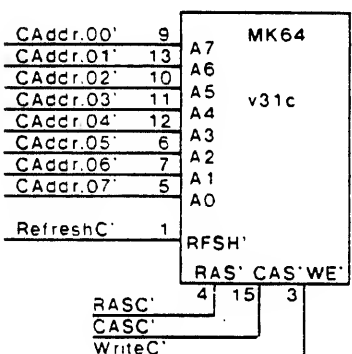 CAddr.00' 9 A7 MK64
CAddr.01' 13 A6
CAddr.02' 10 A5 v31c
CAddr.03' 11 A4
CAddr.04' 12 A3
CAddr.05' 6 A2
CAddr.06' 7 A1
CAddr.07' 5 A0
RefreshC' 1 RFSH'
RAS' CAS' WE'
4 15 3
RASC'
CASC'
WriteC'